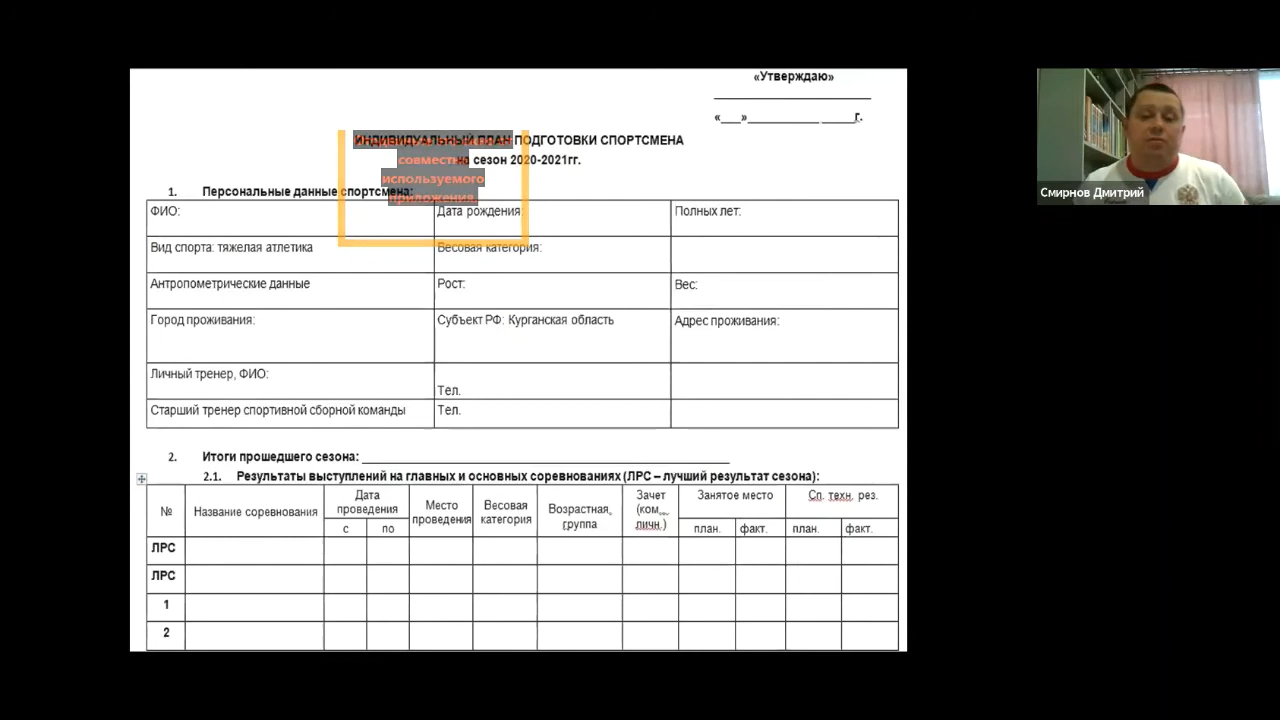 «Утверждаю»
«___»___________ _____г.
ИНДИВИДУАЛЬНЫЙ ПЛАН ПОДГОТОВКИ СПОРТСМЕНА
на сезон 2020-2021гг.
совместно
используемого
приложения.
1. Персональные данные спортсмена:
ФИО: Дата рождения: Полных лет:
Вид спорта: тяжелая атлетика Весовая категория:
Антропометрические данные Рост: Вес:
Город проживания: Субъект РФ: Курганская область Адрес проживания:
Личный тренер, ФИО: Тел.
Старший тренер спортивной сборной команды Тел.
2. Итоги прошедшего сезона:
2.1. Результаты выступлений на главных и основных соревнованиях (ЛРС – лучший результат сезона):
№ Название соревнования Дата проведения Место проведения Весовая категория Возрастная группа Зачет (ком., личн.) Занятое место Сп. техн. рез.
с по план. факт. план. факт.
ЛРС
ЛРС
1
2
Смирнов Дмитрий